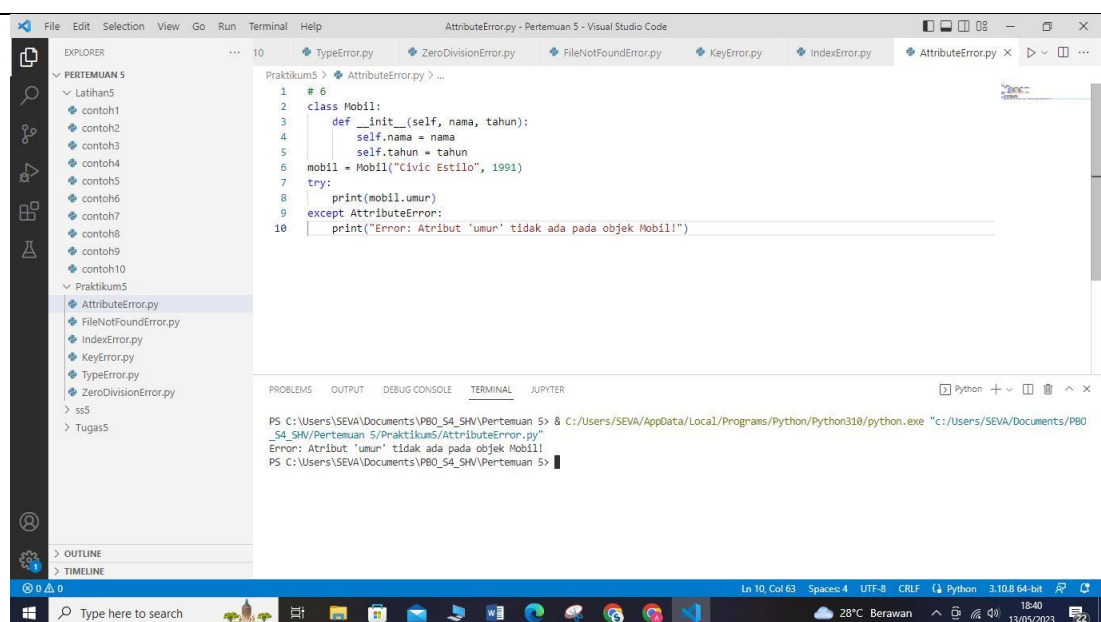 File Edit Selection View Go Run Terminal Help AttributeError.py - Pertemuan 5 - Visual Studio Code
EXPLORER
10 TypeError.py ZeroDivisionError.py FileNotFoundError.py KeyError.py IndexError.py AttributeError.py
PERTEMUAN 5
Latihan5
contoh1
contoh2
contoh3
contoh4
contoh5
contoh6
contoh7
contoh8
contoh9
contoh10
Praktikum5
AttributeError.py
FileNotFoundError.py
IndexError.py
KeyError.py
TypeError.py
ZeroDivisionError.py
ss5
Tugas5
OUTLINE
TIMELINE
Praktikum5 > AttributeError.py > ...
1 # 6
2 class Mobil:
3 def __init__(self, nama, tahun):
4 self.nama = nama
5 self.tahun = tahun
6 mobil = Mobil("Civic Estilo", 1991)
7 try:
8 print(mobil.umur)
9 except AttributeError:
10 print("Error: Atribut 'umur' tidak ada pada objek Mobil!")
PROBLEMS OUTPUT DEBUG CONSOLE TERMINAL JUPYTER Python
PS C:\Users\SEVA\Documents\PBO_S4_SHV\Pertemuan 5> & C:/Users/SEVA/AppData/Local/Programs/Python/Python310/python.exe "c:/Users/SEVA/Documents/PBO
_S4_SHV/Pertemuan 5/Praktikum5/AttributeError.py"
Error: Atribut 'umur' tidak ada pada objek Mobil!
PS C:\Users\SEVA\Documents\PBO_S4_SHV\Pertemuan 5>
1
0 0 Ln 10, Col 63 Spaces: 4 UTF-8 CRLF Python 3.10.8 64-bit
Type here to search 28°C Berawan 18:40
13/05/2023 22